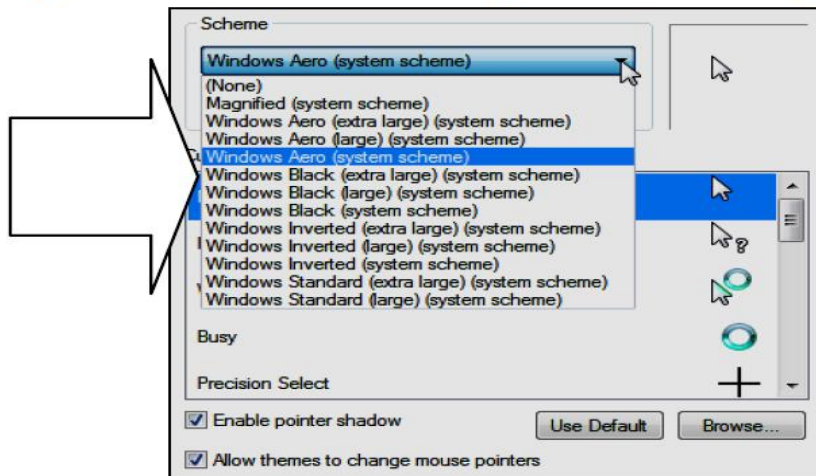 Scheme
Windows Aero (system scheme)
(None)
Magnified (system scheme)
Windows Aero (extra large) (system scheme)
Windows Aero (large) (system scheme)
Windows Aero (system scheme)
Windows Black (extra large) (system scheme)
Windows Black (large) (system scheme)
Windows Black (system scheme)
Windows Inverted (extra large) (system scheme)
Windows Inverted (large) (system scheme)
Windows Inverted (system scheme)
Windows Standard (extra large) (system scheme)
Windows Standard (large) (system scheme)
Busy
Precision Select
Enable pointer shadow
Use Default
Browse...
Allow themes to change mouse pointers